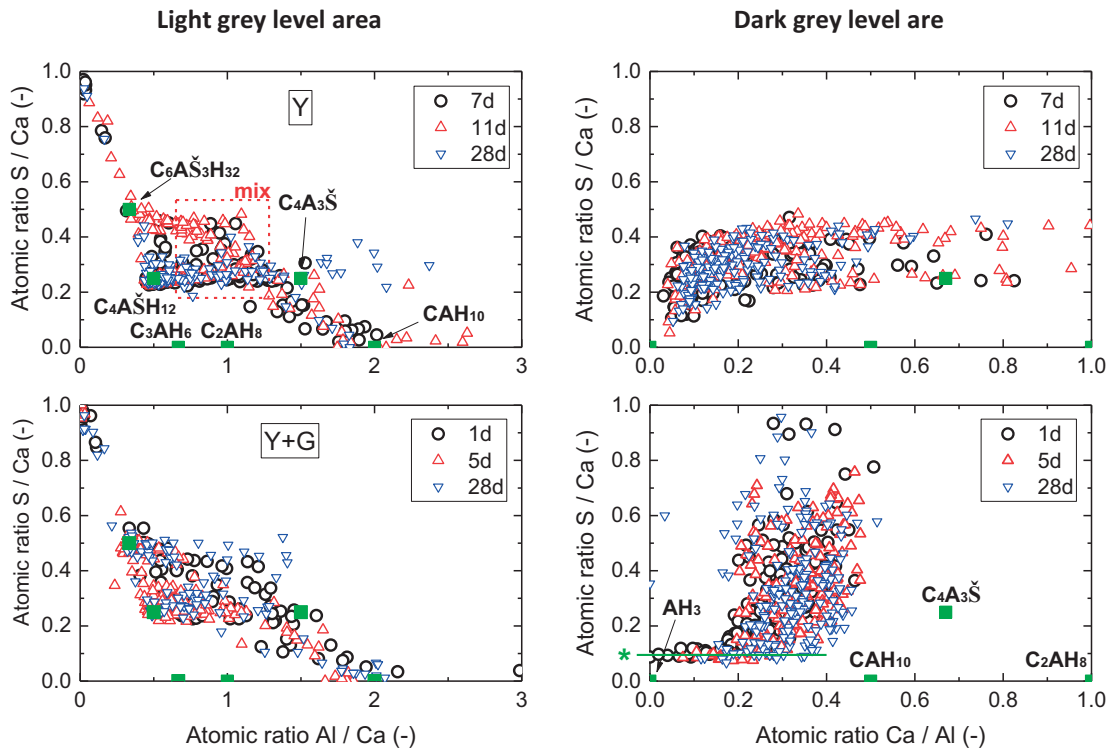 Light grey level area
Dark grey level are
1.0
0.8
0.6
0.4
0.2
0.0
Atomic ratio S / Ca (-)
Y
7d
11d
28d
C₆AŠ₃H₃₂
mix
C₄A₃Š
C₄AŠH₁₂
C₃AH₆
C₂AH₈
CAH₁₀
0
1
2
3
1.0
0.8
0.6
0.4
0.2
0.0
Atomic ratio S / Ca (-)
7d
11d
28d
0.0
0.2
0.4
0.6
0.8
1.0
1.0
0.8
0.6
0.4
0.2
0.0
Atomic ratio S / Ca (-)
Y+G
1d
5d
28d
0
1
2
3
Atomic ratio Al / Ca (-)
1.0
0.8
0.6
0.4
0.2
0.0
Atomic ratio S / Ca (-)
1d
5d
28d
AH₃
*
C₄A₃Š
CAH₁₀
C₂AH₈
0.0
0.2
0.4
0.6
0.8
1.0
Atomic ratio Ca / Al (-)